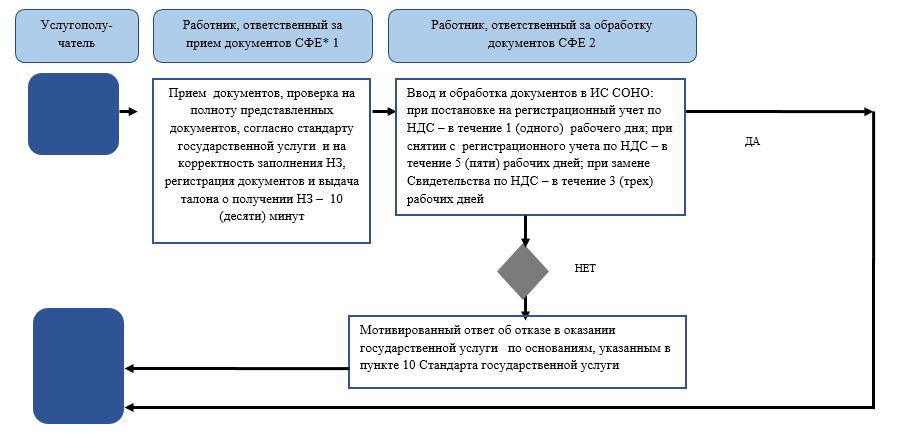 Услугополу-
чатель
Работник, ответственный за
прием документов СФЕ* 1
Работник, ответственный за обработку
документов СФЕ 2
Прием  документов, проверка на
полноту представленных
документов, согласно стандарту
государственной услуги  и на
корректность заполнения НЗ,
регистрация документов и выдача
талона о получении НЗ –  10
(десяти) минут
Ввод и обработка документов в ИС СОНО:
при постановке на регистрационный учет по
НДС – в течение 1 (одного)  рабочего дня; при
снятии с  регистрационного учета по НДС – в
течение 5 (пяти) рабочих дней; при замене
Свидетельства по НДС – в течение 3 (трех)
рабочих дней
ДА
НЕТ
Мотивированный ответ об отказе в оказании
государственной услуги   по основаниям, указанным в
пункте 10 Стандарта государственной услуги